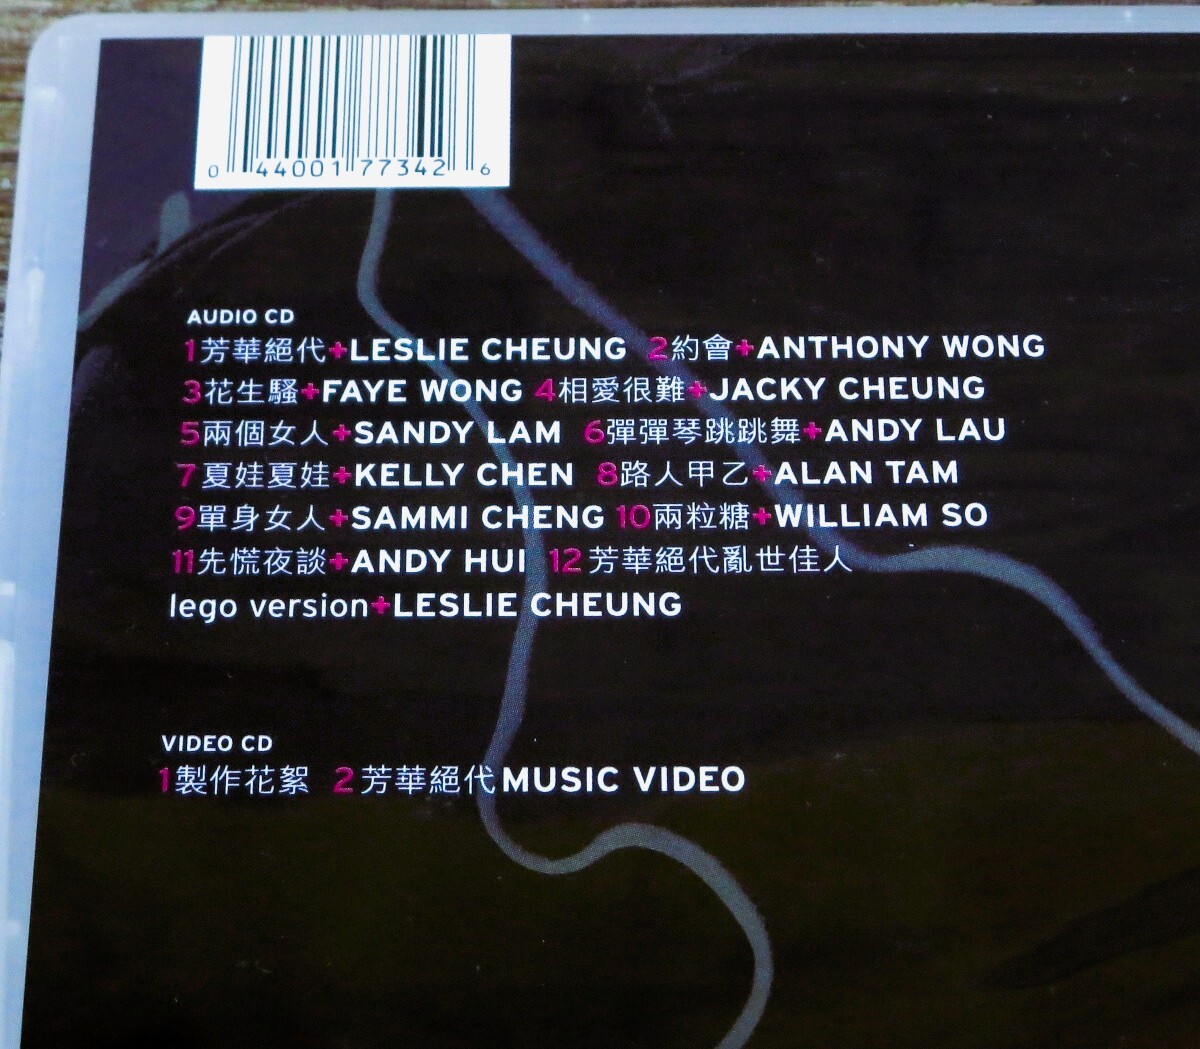 0 44001 77342 6
AUDIO CD
1芳華絕代+LESLIE CHEUNG 2約會+ANTHONY WONG
3花生騷+FAYE WONG 4相愛很難+JACKY CHEUNG
5兩個女人+SANDY LAM 6彈彈琴跳跳舞+ANDY LAU
7夏娃夏娃+KELLY CHEN 8路人甲乙+ALAN TAM
9單身女人+SAMMI CHENG 10兩粒糖+WILLIAM SO
11先慌夜談+ANDY HUI 12芳華絕代亂世佳人
lego version+LESLIE CHEUNG
VIDEO CD
1製作花絮 2芳華絕代MUSIC VIDEO